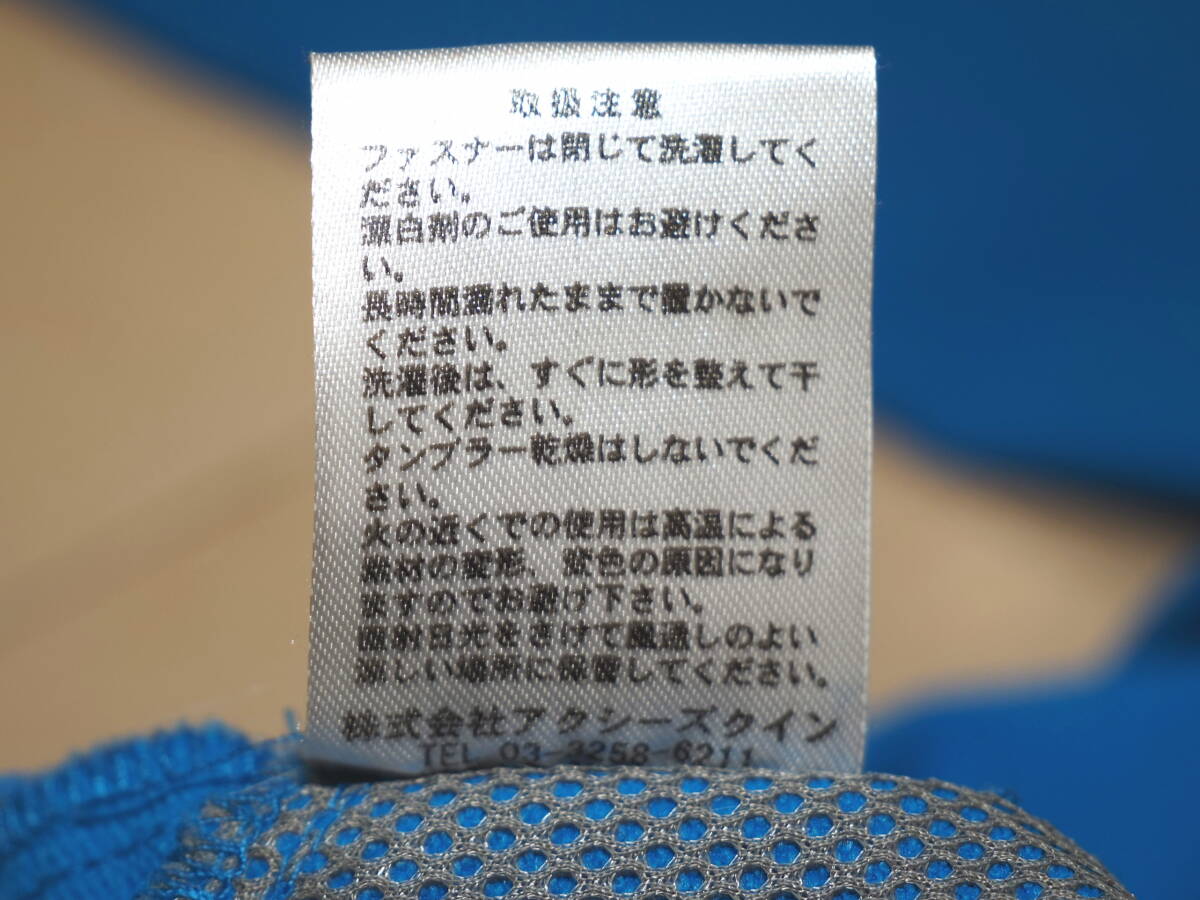 取扱注意
ファスナーは閉じて洗濯してく
ださい。
漂白剤のご使用はお避けくださ
い。
長時間濡れたままで置かないで
ください。
洗濯後は、すぐに形を整えて干
してください。
タンブラー乾燥はしないでくだ
さい。
火の近くでの使用は高温による
素材の変形、変色の原因になり
ますのでお避け下さい。
直射日光をさけて風通しのよい
涼しい場所に保管してください。
株式会社アクシーズクイン
TEL 03-3258-6211